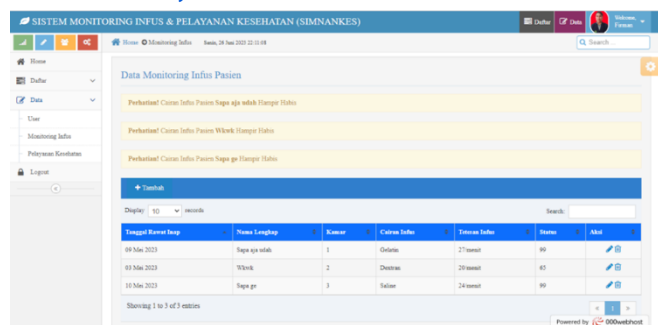 SISTEM MONITORING INFUS & PELAYANAN KESEHATAN (SIMNANKES)
Daftar
Data
Welcome,
Firman
Home
Monitoring Infus
Senin, 26 Juni 2023 22:11:08
Search ...
Home
Daftar
Data
User
Monitoring Infus
Pelayanan Kesehatan
Logout
Data Monitoring Infus Pasien
Perhatian! Cairan Infus Pasien Sapa aja udah Hampir Habis
Perhatian! Cairan Infus Pasien Wkwk Hampir Habis
Perhatian! Cairan Infus Pasien Sapa ge Hampir Habis
+ Tambah
Display 10 records
Search:
Tanggal Rawat Inap Nama Lengkap Kamar Cairan Infus Tetesan Infus Status Aksi
09 Mei 2023 Sapa aja udah 1 Gelatin 27/menit 99
03 Mei 2023 Wkwk 2 Dextran 20/menit 65
10 Mei 2023 Sapa ge 3 Saline 24/menit 99
Showing 1 to 3 of 3 entries
< 1 >
Powered by 000webhost